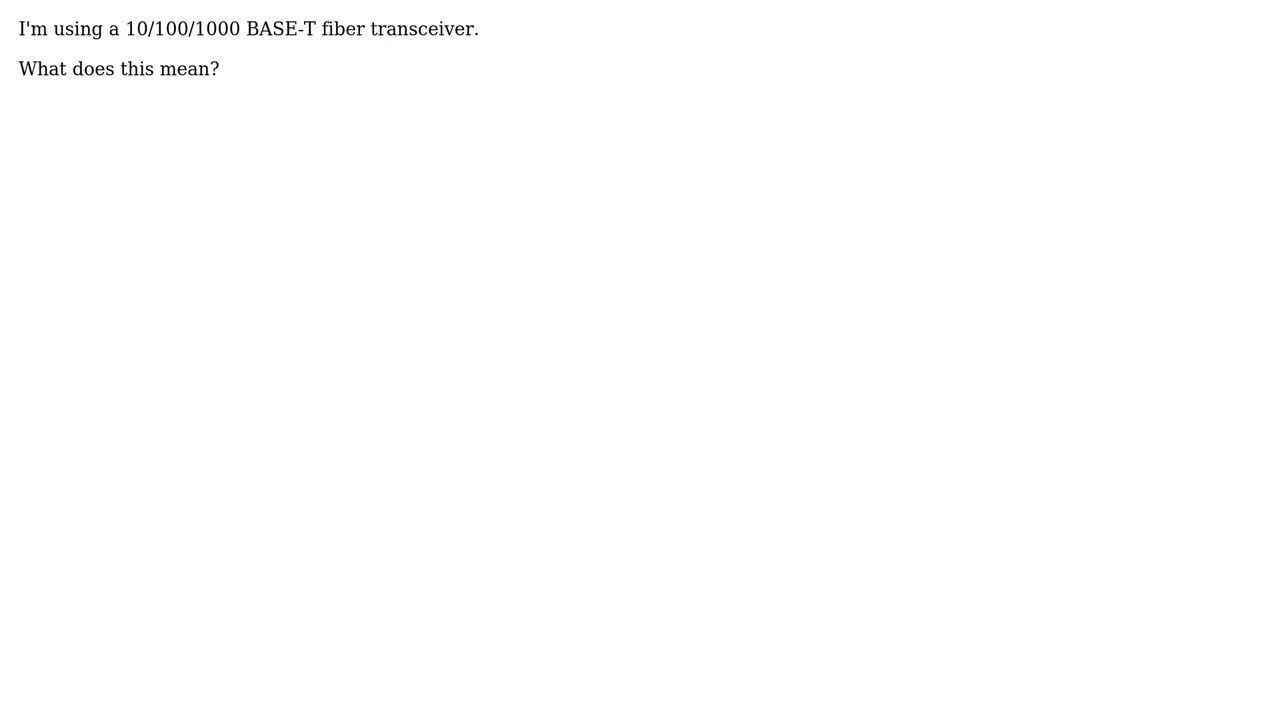 I'm using a 10/100/1000 BASE-T fiber transceiver.
What does this mean?